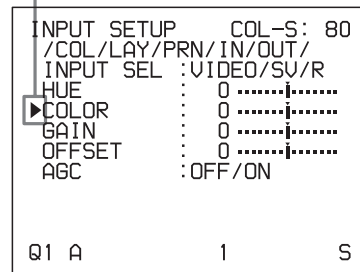 INPUT SETUP COL-S: 80
/COL/LAY/PRN/IN/OUT/
INPUT SEL :VIDEO/SV/R
HUE : 0
COLOR : 0
GAIN : 0
OFFSET : 0
AGC :OFF/ON
Q1 A 1 S